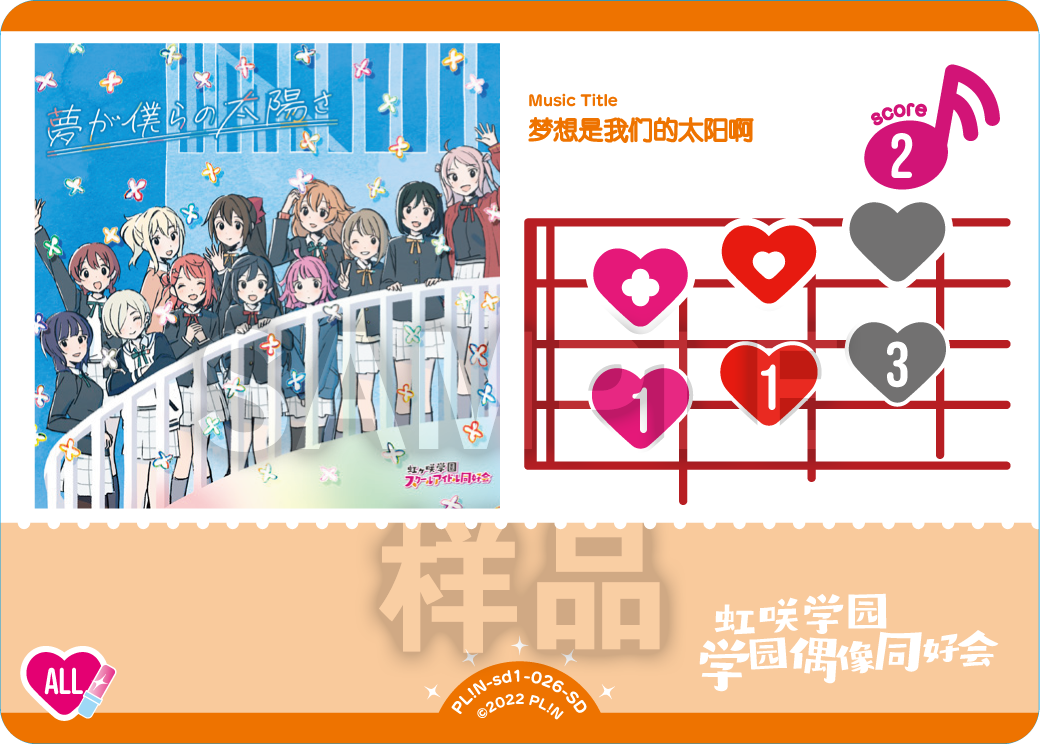 夢が僕らの太陽さ
虹ヶ咲学園
スクールアイドル同好会
Music Title
梦想是我们的太阳啊
score
2
1
1
3
SAMPLE
样品
虹咲学园
学园偶像同好会
ALL
PL!N-sd1-026-SD
©2022 PL!N